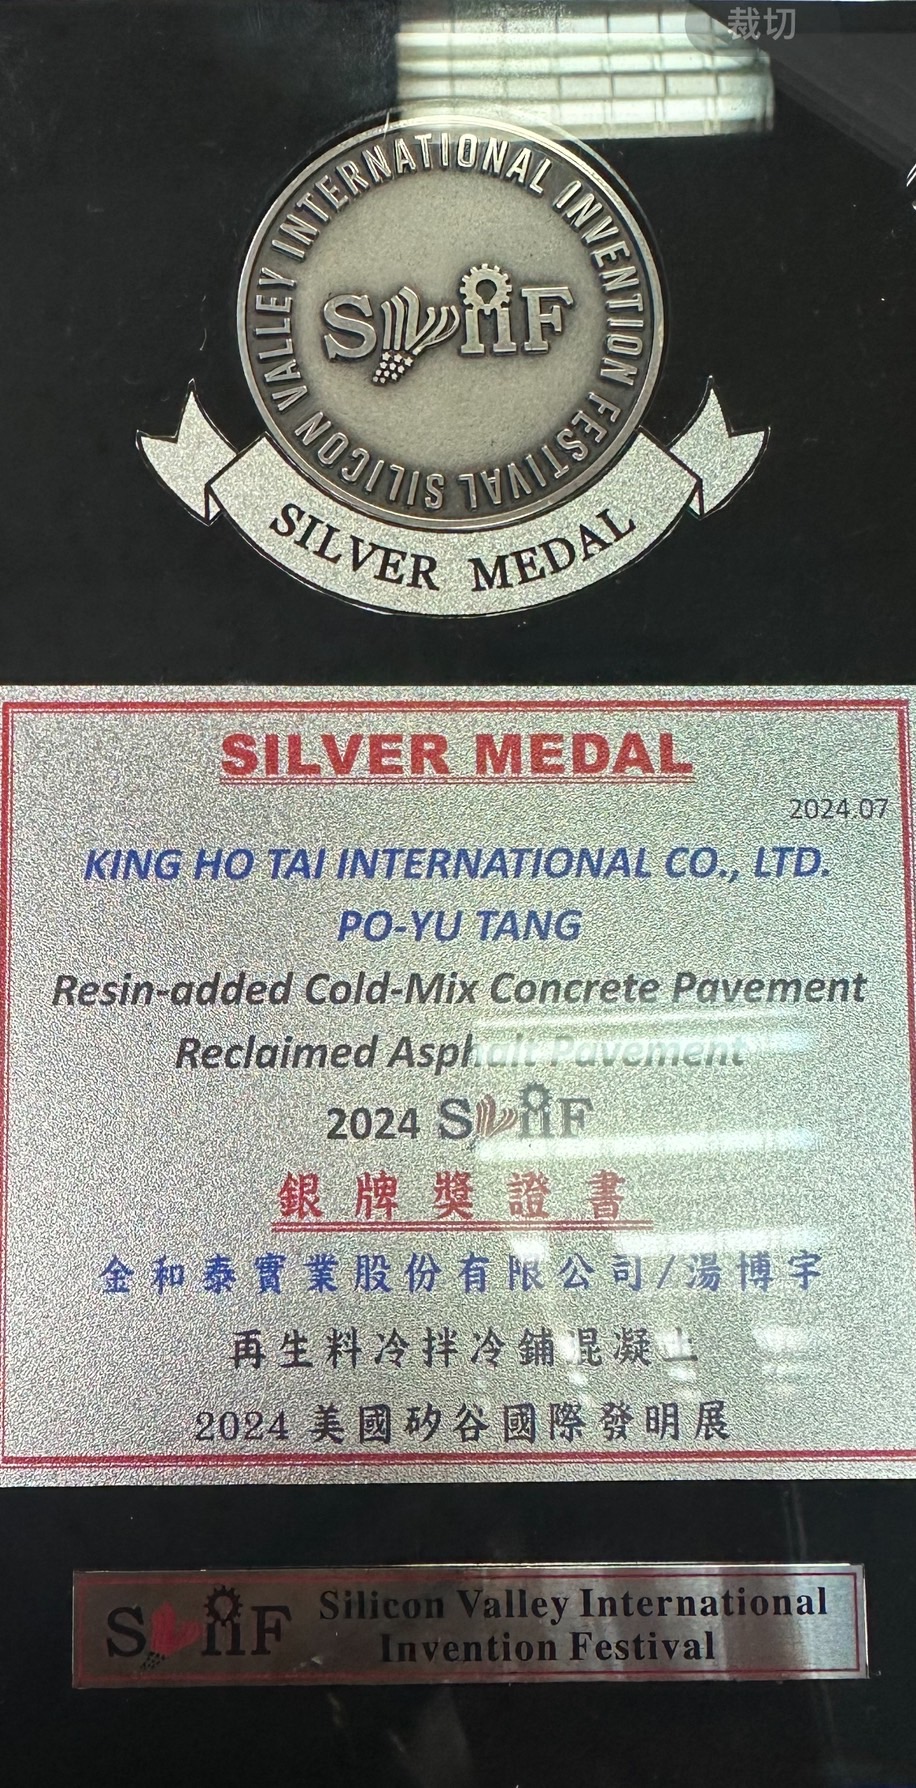 裁切
SILICON VALLEY INTERNATIONAL INVENTION FESTIVAL
SVIIF
SILVER MEDAL
SILVER MEDAL
2024.07
KING HO TAI INTERNATIONAL CO., LTD.
PO-YU TANG
Resin-added Cold-Mix Concrete Pavement
Reclaimed Asphalt Pavement
2024 SVIIF
銀牌獎證書
金和泰實業股份有限公司/湯博宇
再生料冷拌冷鋪混凝土
2024 美國矽谷國際發明展
SVIIF Silicon Valley International
Invention Festival